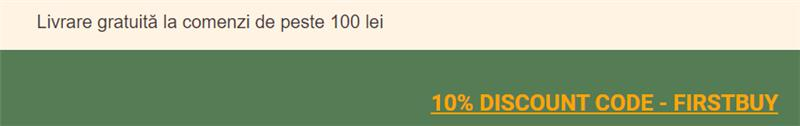 Livrare gratuită la comenzi de peste 100 lei
10% DISCOUNT CODE - FIRSTBUY